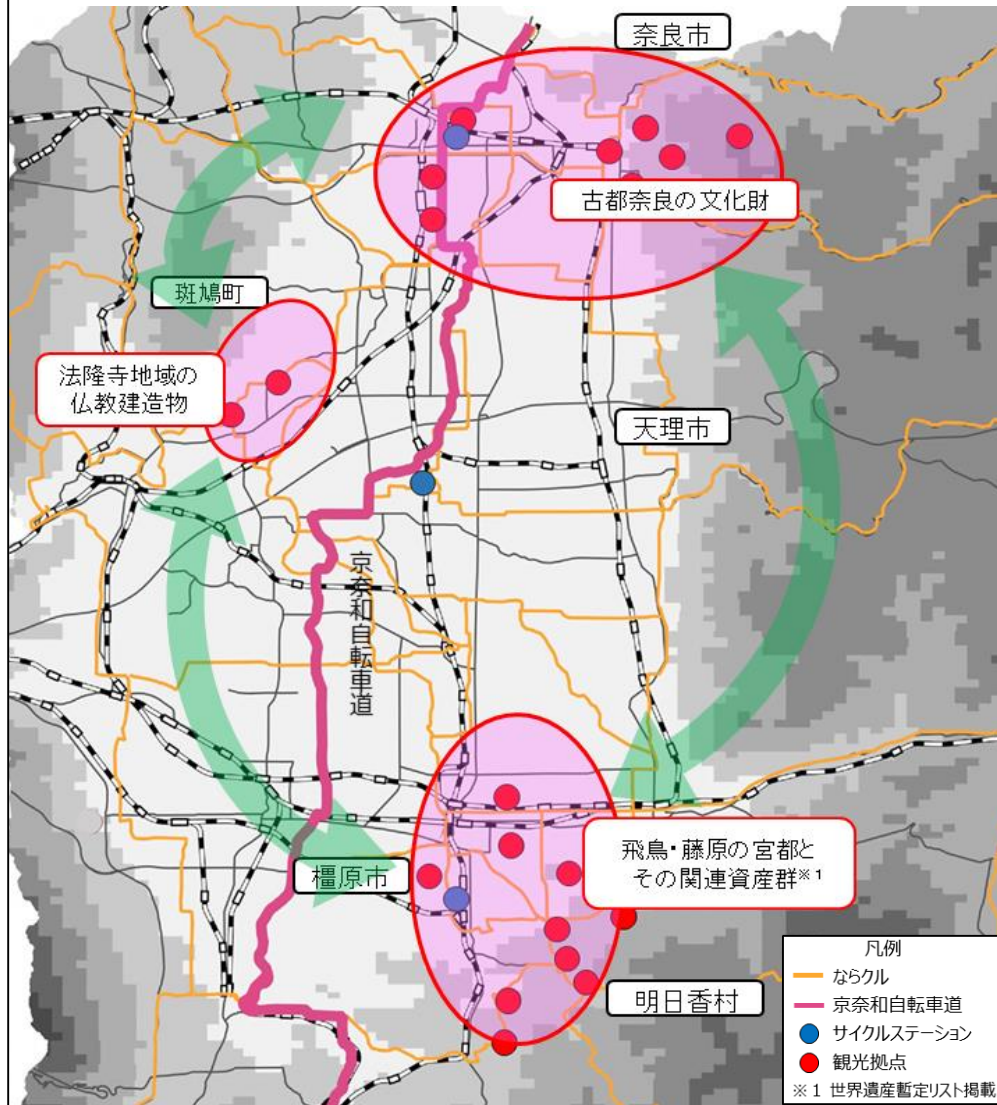 奈良市
古都奈良の文化財
斑鳩町
法隆寺地域の
仏教建造物
天理市
京奈和自転車道
飛鳥・藤原の宮都と
その関連資産群※1
橿原市
明日香村
凡例
ならクル
京奈和自転車道
サイクルステーション
観光拠点
※1 世界遺産暫定リスト掲載